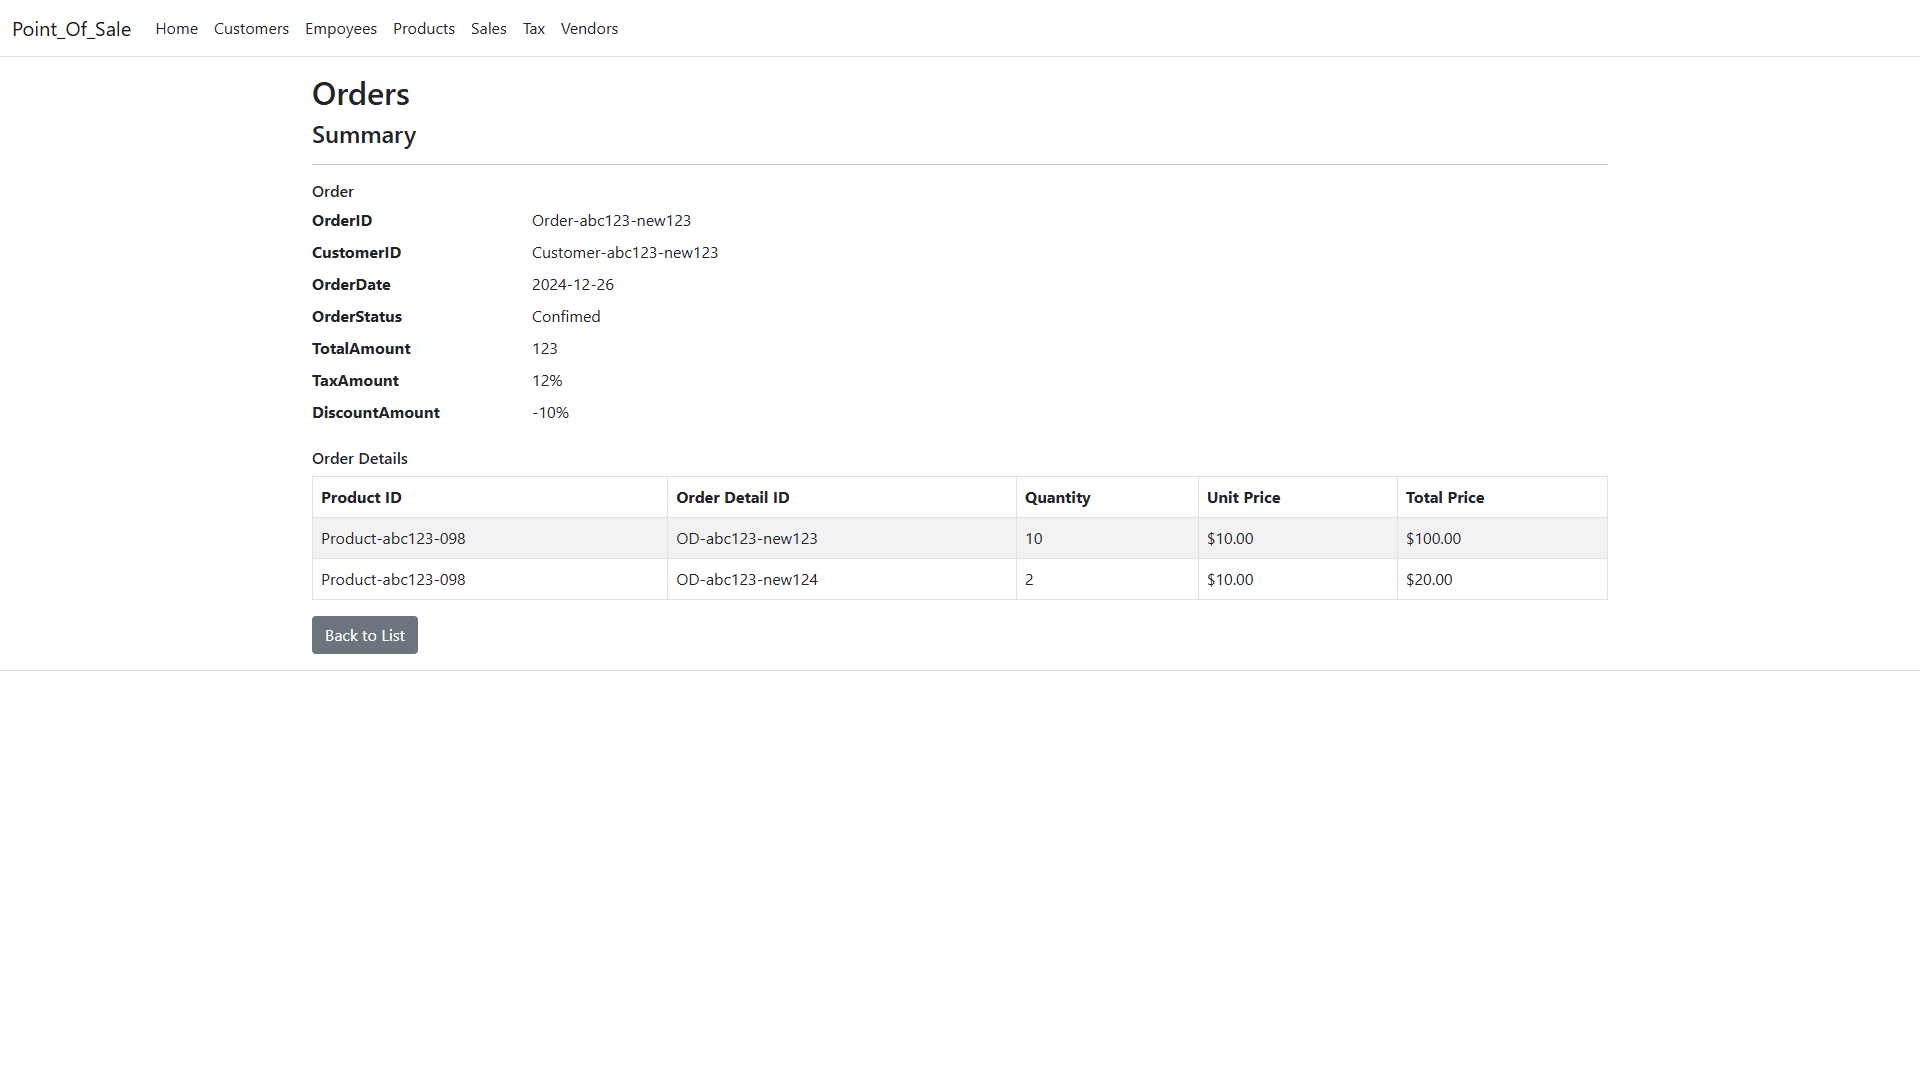 Point_Of_Sale Home Customers Empoyees Products Sales Tax Vendors
Orders
Summary
Order
OrderID Order-abc123-new123
CustomerID Customer-abc123-new123
OrderDate 2024-12-26
OrderStatus Confimed
TotalAmount 123
TaxAmount 12%
DiscountAmount -10%
Order Details
Product ID Order Detail ID Quantity Unit Price Total Price
Product-abc123-098 OD-abc123-new123 10 $10.00 $100.00
Product-abc123-098 OD-abc123-new124 2 $10.00 $20.00
Back to List